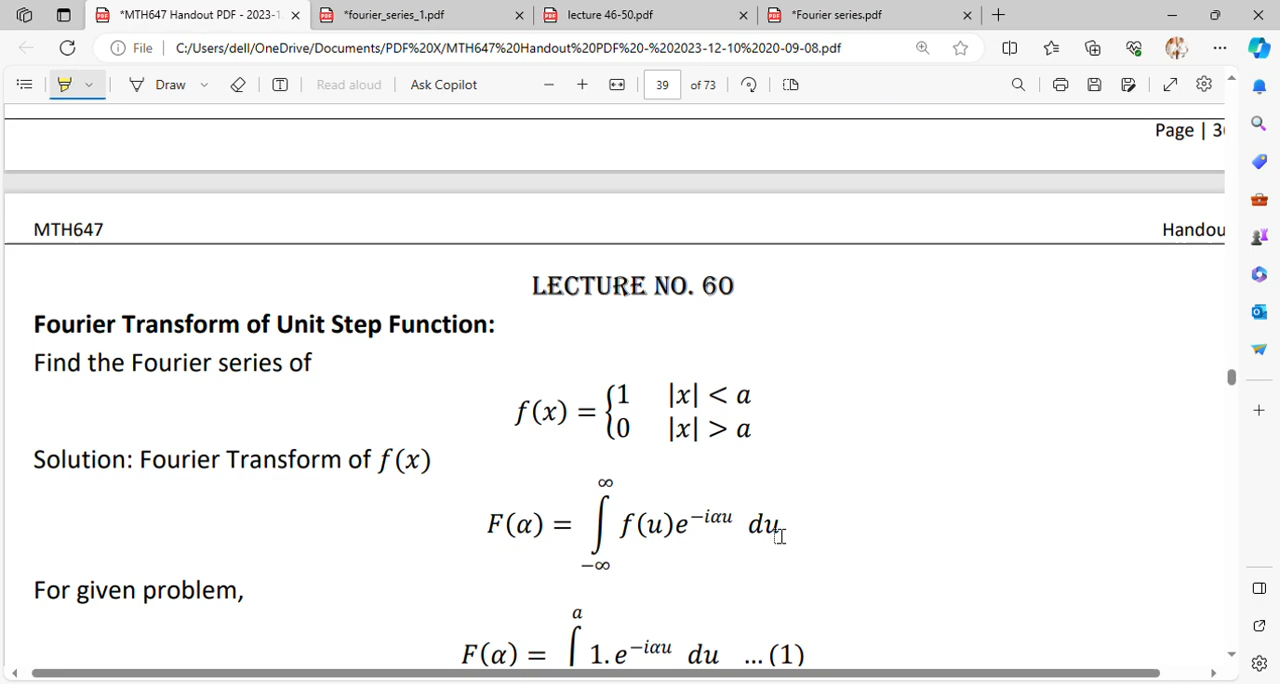 *MTH647 Handout PDF - 2023-1
*fourier_series_1.pdf
lecture 46-50.pdf
*Fourier series.pdf
File C:/Users/dell/OneDrive/Documents/PDF%20X/MTH647%20Handout%20PDF%20-%202023-12-10%2020-09-08.pdf
Draw Read aloud Ask Copilot 39 of 73
Page | 3
MTH647 Handou
LECTURE NO. 60
Fourier Transform of Unit Step Function:
Find the Fourier series of
f(x) = {1 |x| < a
0 |x| > a
Solution: Fourier Transform of f(x)
F(α) = ∫_{-∞}^{∞} f(u)e^{-iαu} du
For given problem,
F(α) = ∫^{a} 1.e^{-iαu} du ...(1)